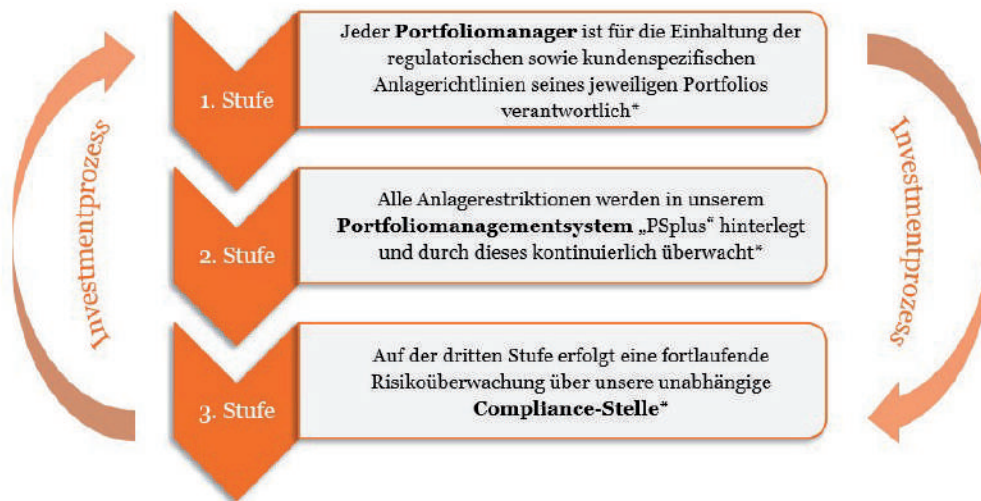 Investmentprozess
1. Stufe
Jeder Portfoliomanager ist für die Einhaltung der
regulatorischen sowie kundenspezifischen
Anlagerichtlinien seines jeweiligen Portfolios
verantwortlich*
2. Stufe
Alle Anlagerestriktionen werden in unserem
Portfoliomanagementsystem „PSplus“ hinterlegt
und durch dieses kontinuierlich überwacht*
3. Stufe
Auf der dritten Stufe erfolgt eine fortlaufende
Risikoüberwachung über unsere unabhängige
Compliance-Stelle*
Investmentprozess